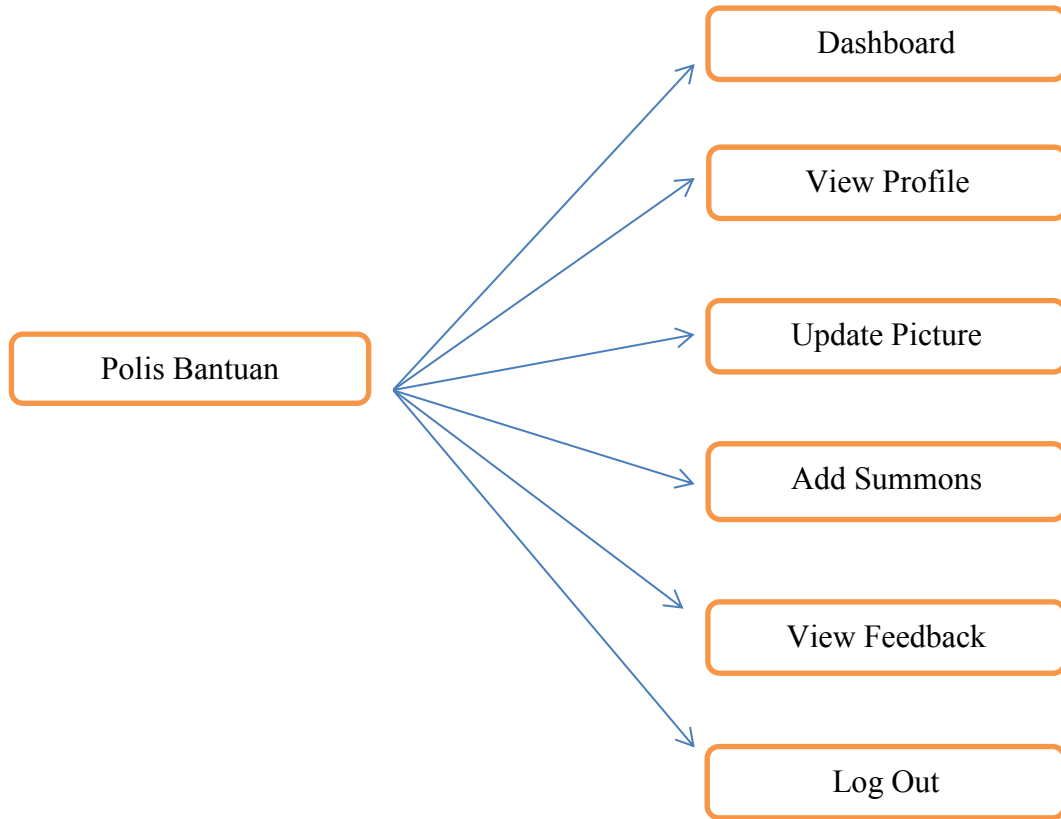 Dashboard
View Profile
Update Picture
Polis Bantuan
Add Summons
View Feedback
Log Out